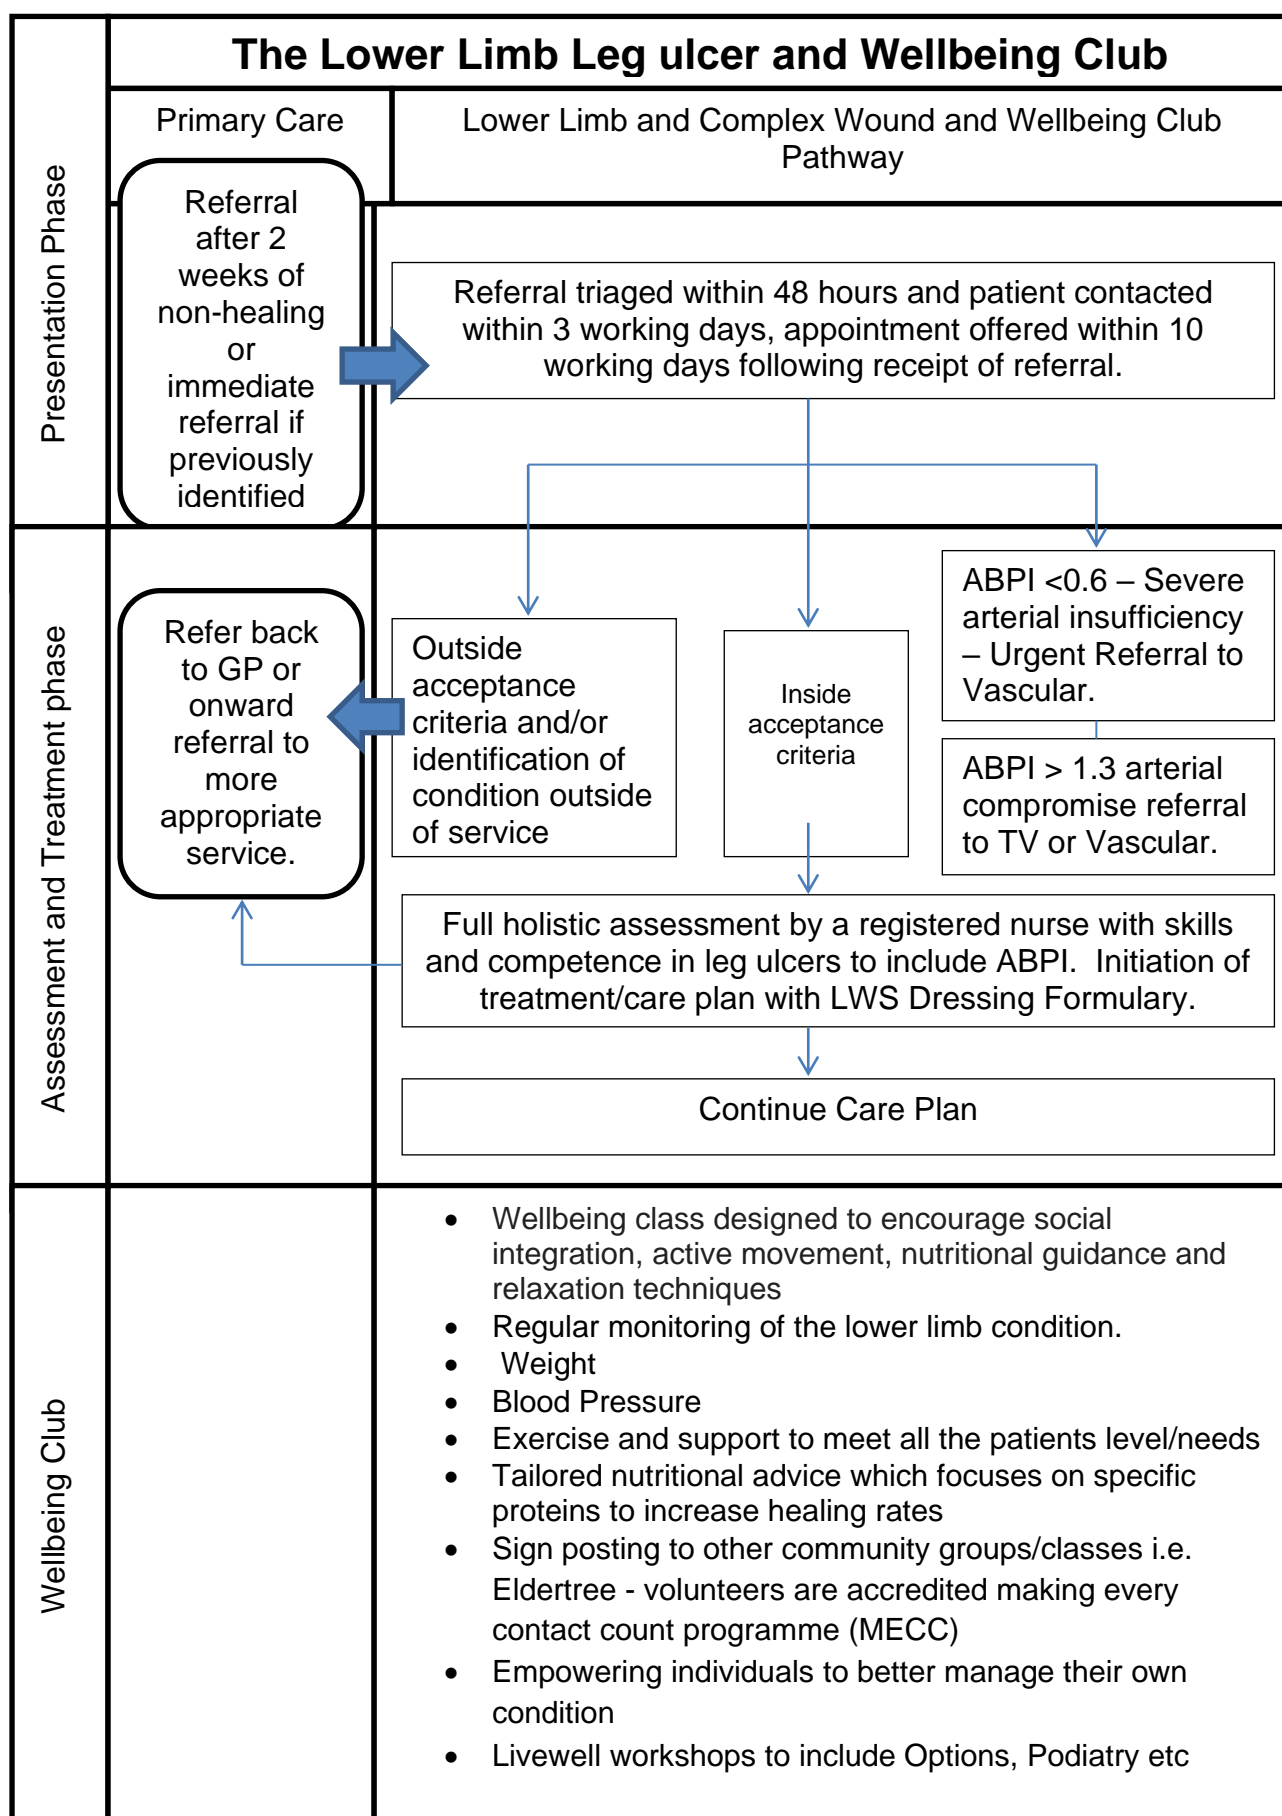 The Lower Limb Leg ulcer and Wellbeing Club
Primary Care
Lower Limb and Complex Wound and Wellbeing Club
Pathway
Presentation Phase
Referral
after 2
weeks of
non-healing
or
immediate
referral if
previously
identified
Referral triaged within 48 hours and patient contacted
within 3 working days, appointment offered within 10
working days following receipt of referral.
Assessment and Treatment phase
Refer back
to GP or
onward
referral to
more
appropriate
service.
Outside
acceptance
criteria and/or
identification of
condition outside
of service
Inside
acceptance
criteria
ABPI <0.6 – Severe
arterial insufficiency
– Urgent Referral to
Vascular.
ABPI > 1.3 arterial
compromise referral
to TV or Vascular.
Full holistic assessment by a registered nurse with skills
and competence in leg ulcers to include ABPI.  Initiation of
treatment/care plan with LWS Dressing Formulary.
Continue Care Plan
Wellbeing Club
• Wellbeing class designed to encourage social
integration, active movement, nutritional guidance and
relaxation techniques
• Regular monitoring of the lower limb condition.
• Weight
• Blood Pressure
• Exercise and support to meet all the patients level/needs
• Tailored nutritional advice which focuses on specific
proteins to increase healing rates
• Sign posting to other community groups/classes i.e.
Eldertree - volunteers are accredited making every
contact count programme (MECC)
• Empowering individuals to better manage their own
condition
• Livewell workshops to include Options, Podiatry etc